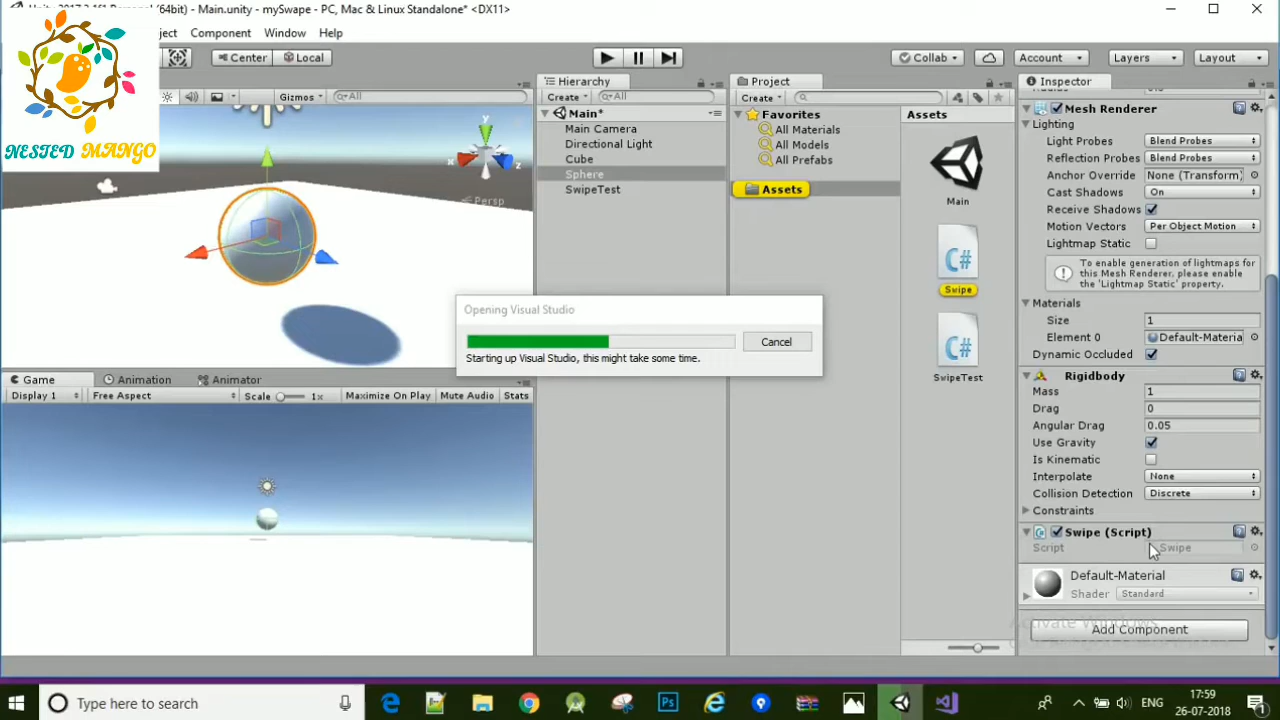 Main.unity - mySwape - PC, Mac & Linux Standalone* <DX11>
Component Window Help
Center Local Collab Account Layers Layout
Gizmos All
NESTED MANGO
y
x
z
Persp
Hierarchy
Create All
Main*
Main Camera
Directional Light
Cube
Sphere
SwipeTest
Project
Create
Favorites
All Materials
All Models
All Prefabs
Assets
Assets
Main
C#
Swipe
C#
SvipeTest
Inspector
Mesh Renderer
Lighting
Light Probes Blend Probes
Reflection Probes Blend Probes
Anchor Override None (Transform)
Cast Shadows On
Receive Shadows
Motion Vectors Per Object Motion
Lightmap Static
To enable generation of lightmaps for
this Mesh Renderer, please enable
the 'Lightmap Static' property.
Materials
Size 1
Element 0 Default-Materia
Dynamic Occluded
Rigidbody
Mass 1
Drag 0
Angular Drag 0.05
Use Gravity
Is Kinematic
Interpolate None
Collision Detection Discrete
Constraints
Swipe (Script)
Script Swipe
Default-Material
Shader Standard
Activate Windows
Add Component
Opening Visual Studio
Cancel
Starting up Visual Studio, this might take some time.
Game Animation Animator
Display 1 Free Aspect Scale 1x Maximize On Play Mute Audio Stats
Type here to search
Ps
ENG
17:59
26-07-2018
1